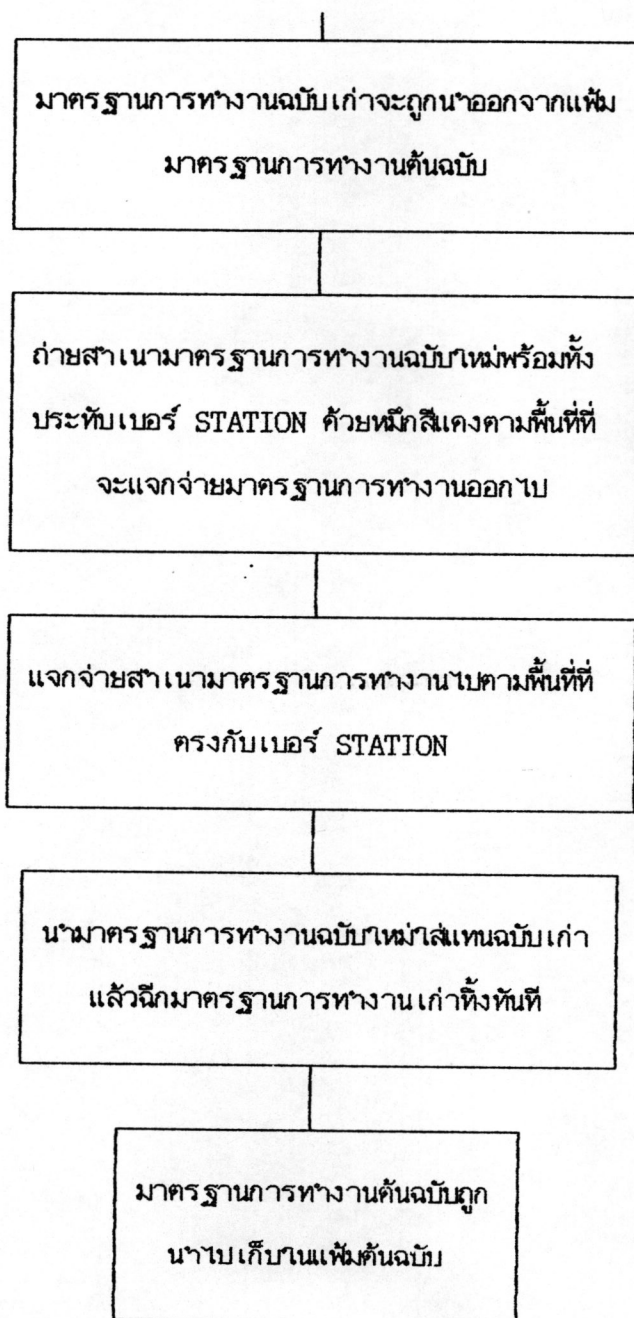 มาตรฐานการทำงานฉบับเก่าจะถูกนำออกจากแฟ้ม
มาตรฐานการทำงานต้นฉบับ
ถ่ายสำเนามาตรฐานการทำงานฉบับใหม่พร้อมทั้ง
ประทับเบอร์ STATION ด้วยหมึกสีแดงตามพื้นที่ที่
จะแจกจ่ายมาตรฐานการทำงานออกไป
แจกจ่ายสำเนามาตรฐานการทำงานไปตามพื้นที่ที่
ตรงกับเบอร์ STATION
นำมาตรฐานการทำงานฉบับใหม่ใส่แทนฉบับเก่า
แล้วฉีกมาตรฐานการทำงานเก่าทิ้งทันที
มาตรฐานการทำงานต้นฉบับถูก
นำไปเก็บในแฟ้มต้นฉบับ